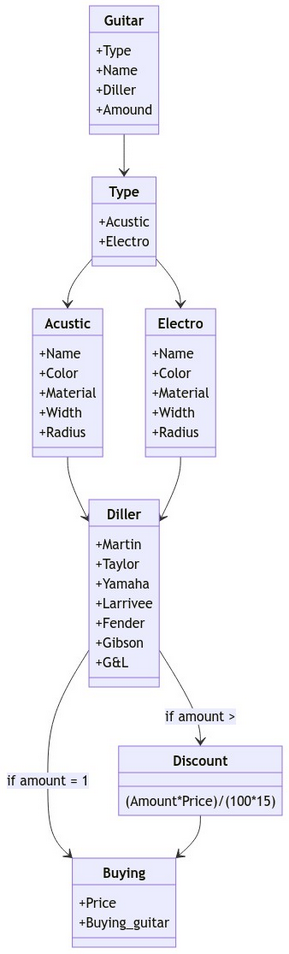 Guitar
+Type
+Name
+Diller
+Amound
Type
+Acustic
+Electro
Acustic
+Name
+Color
+Material
+Width
+Radius
Electro
+Name
+Color
+Material
+Width
+Radius
Diller
+Martin
+Taylor
+Yamaha
+Larrivee
+Fender
+Gibson
+G&L
if amount >
if amount = 1
Discount
(Amount*Price)/(100*15)
Buying
+Price
+Buying_guitar